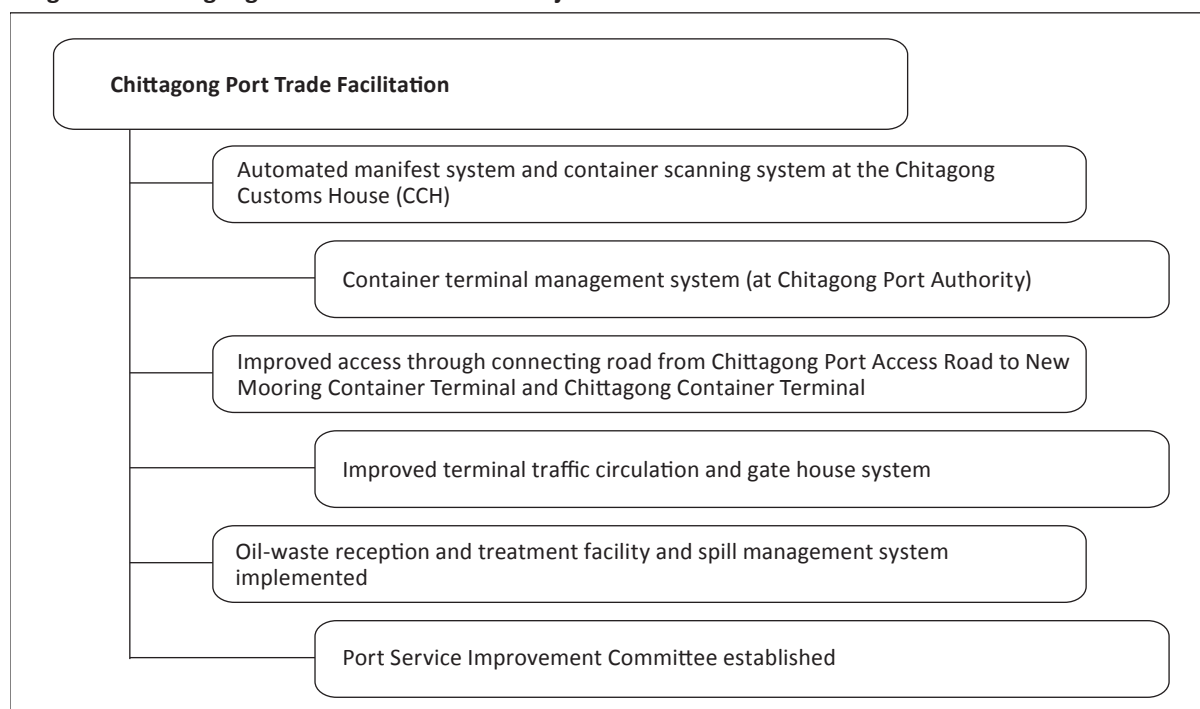 Chittagong Port Trade Facilitation
Automated manifest system and container scanning system at the Chitagong
Customs House (CCH)
Container terminal management system (at Chitagong Port Authority)
Improved access through connecting road from Chittagong Port Access Road to New
Mooring Container Terminal and Chittagong Container Terminal
Improved terminal traffic circulation and gate house system
Oil-waste reception and treatment facility and spill management system
implemented
Port Service Improvement Committee established